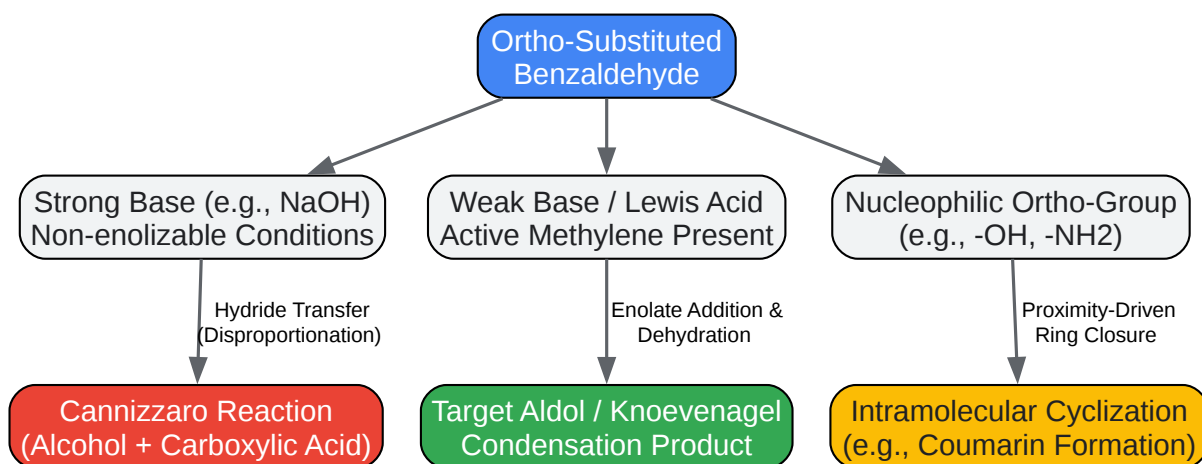 Ortho-Substituted
Benzaldehyde
Strong Base (e.g., NaOH)
Non-enolizable Conditions
Weak Base / Lewis Acid
Active Methylene Present
Nucleophilic Ortho-Group
(e.g., -OH, -NH2)
Hydride Transfer
(Disproportionation)
Enolate Addition &
Dehydration
Proximity-Driven
Ring Closure
Cannizzaro Reaction
(Alcohol + Carboxylic Acid)
Target Aldol / Knoevenagel
Condensation Product
Intramolecular Cyclization
(e.g., Coumarin Formation)